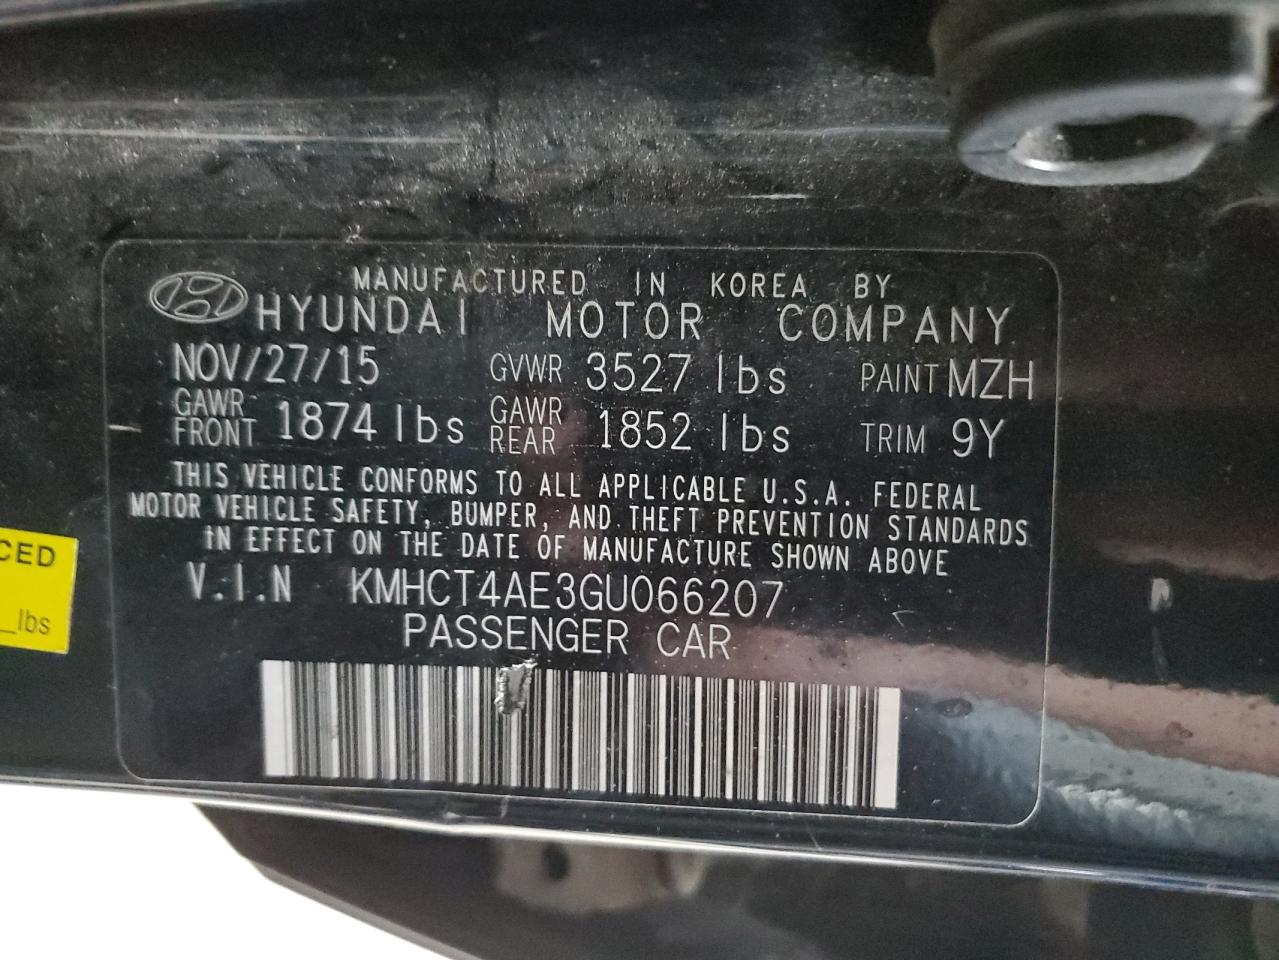 MANUFACTURED IN KOREA BY
HYUNDAI MOTOR COMPANY
NOV/27/15 GVWR 3527 lbs PAINT MZH
GAWR FRONT 1874 lbs GAWR REAR 1852 lbs TRIM 9Y
THIS VEHICLE CONFORMS TO ALL APPLICABLE U.S.A. FEDERAL
MOTOR VEHICLE SAFETY, BUMPER, AND THEFT PREVENTION STANDARDS
IN EFFECT ON THE DATE OF MANUFACTURE SHOWN ABOVE
V.I.N KMHCT4AE3GU066207
PASSENGER CAR
CED
lbs